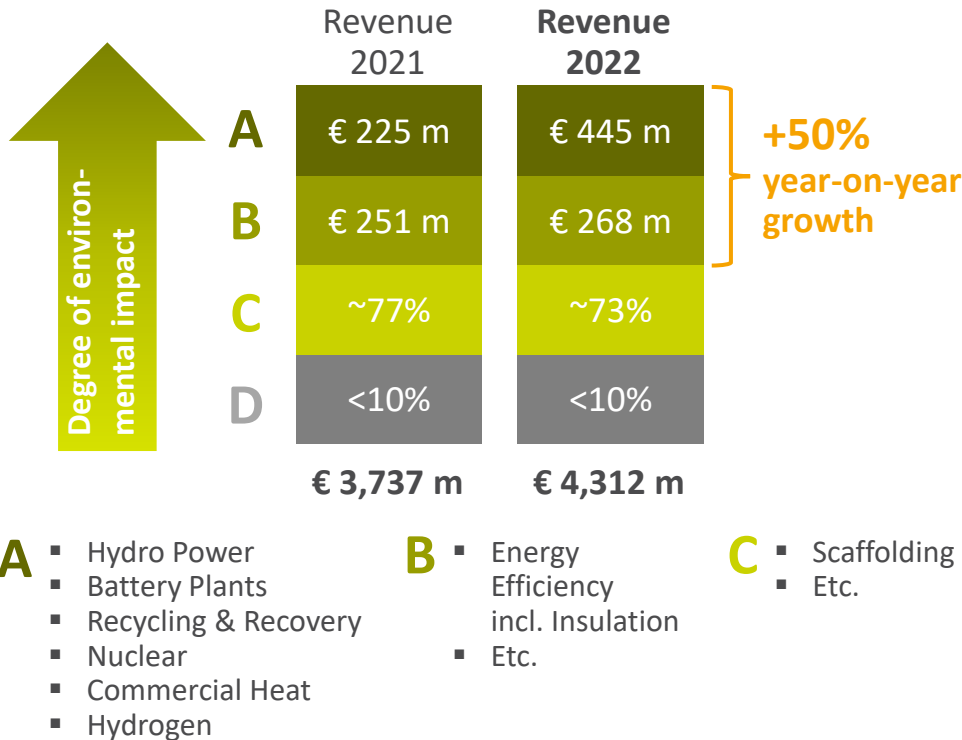 Revenue
2021
Revenue
2022
Degree of environ-
mental impact
A
€ 225 m
€ 445 m
+50%
year-on-year
growth
B
€ 251 m
€ 268 m
C
~77%
~73%
D
<10%
<10%
€ 3,737 m
€ 4,312 m
A
▪ Hydro Power
▪ Battery Plants
▪ Recycling & Recovery
▪ Nuclear
▪ Commercial Heat
▪ Hydrogen
B
▪ Energy
Efficiency
incl. Insulation
▪ Etc.
C
▪ Scaffolding
▪ Etc.